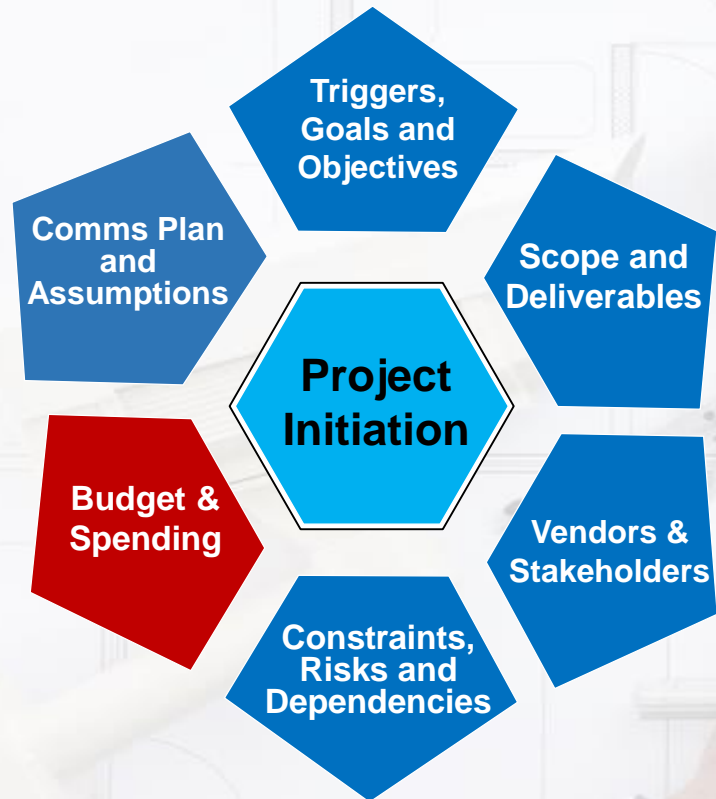 Triggers,
Goals and
Objectives
Comms Plan
and
Assumptions
Scope and
Deliverables
Project
Initiation
Budget &
Spending
Vendors &
Stakeholders
Constraints,
Risks and
Dependencies